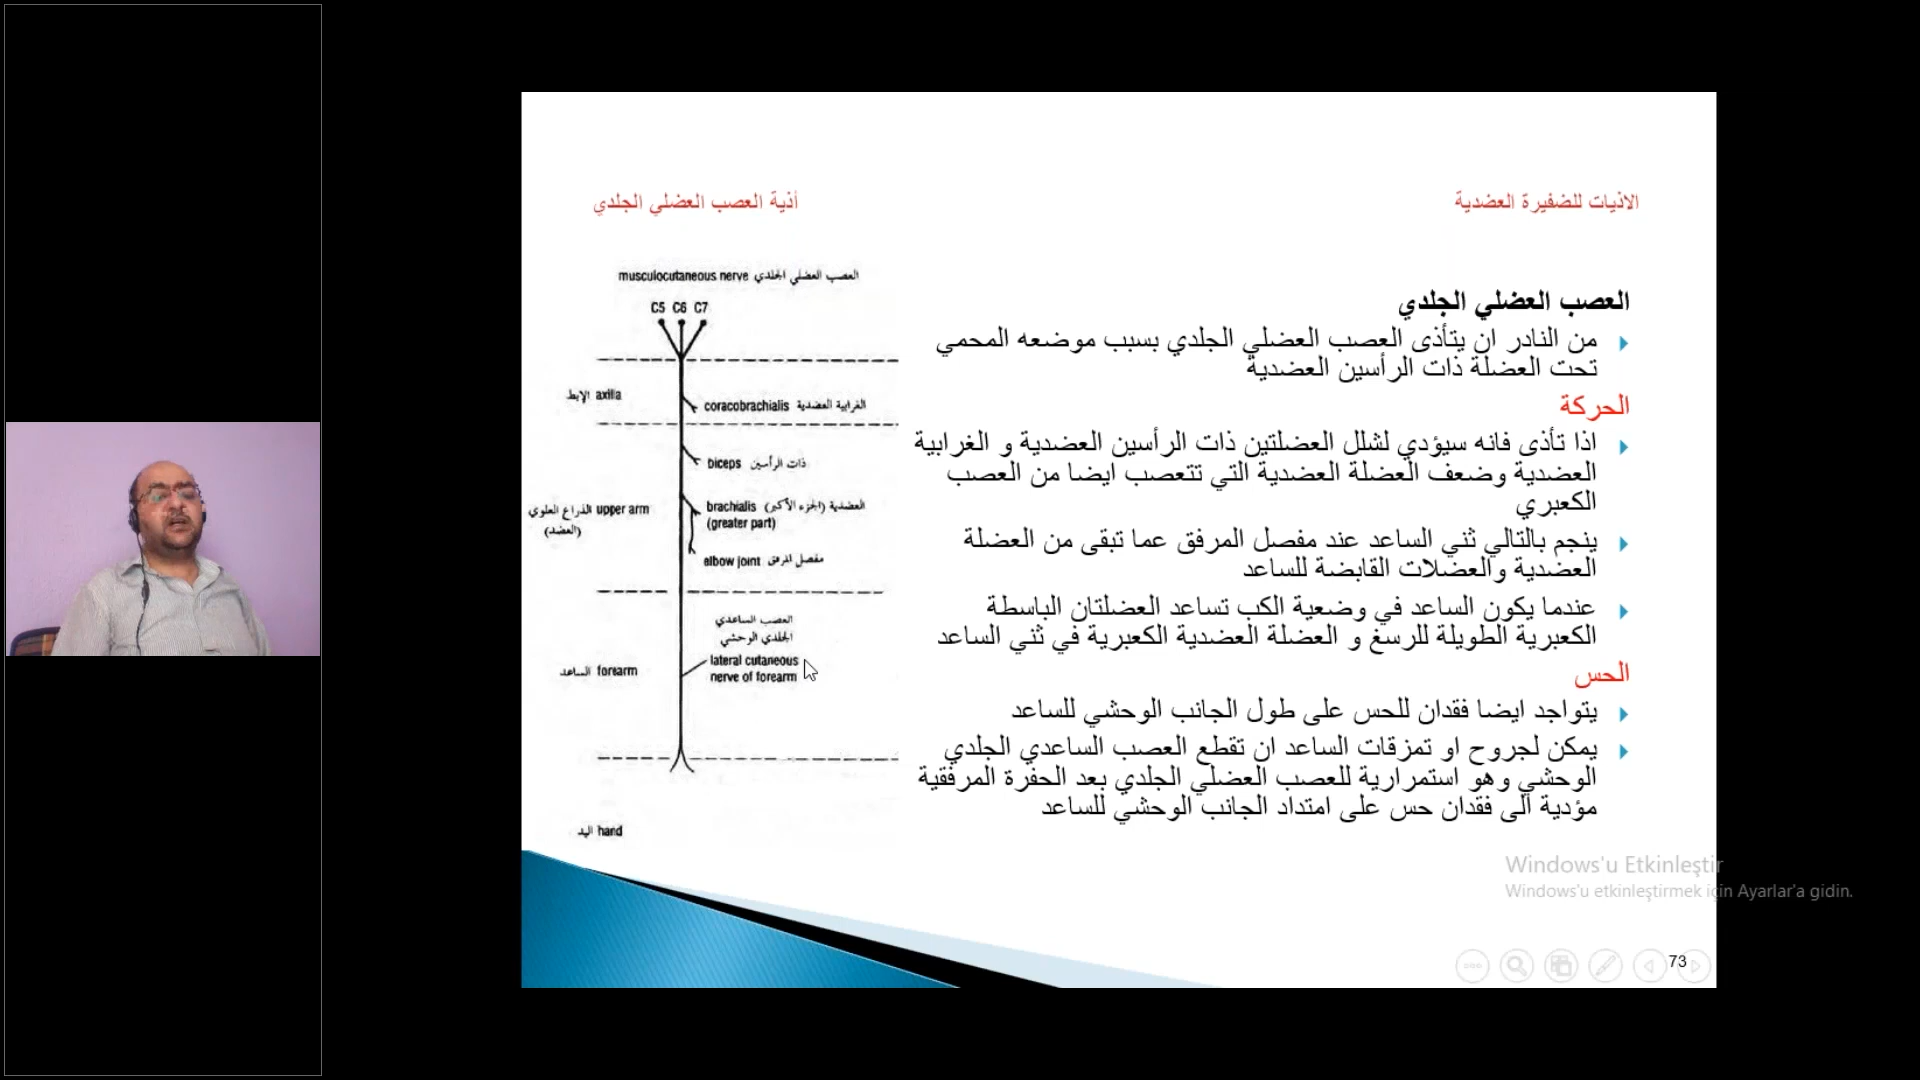 الاذيات للضفيرة العضدية
أذية العصب العضلي الجلدي
العصب العضلي الجلدي
من النادر ان يتأذى العصب العضلي الجلدي بسبب موضعه المحمي
تحت العضلة ذات الرأسين العضدية
الحركة
اذا تأذى فانه سيؤدي لشلل العضلتين ذات الرأسين العضدية و الغرابية
العضدية وضعف العضلة العضدية التي تتعصب ايضا من العصب
الكعبري
ينجم بالتالي ثني الساعد عند مفصل المرفق عما تبقى من العضلة
العضدية والعضلات القابضة للساعد
عندما يكون الساعد في وضعية الكب تساعد العضلتان الباسطة
الكعبرية الطويلة للرسغ و العضلة العضدية الكعبرية في ثني الساعد
الحس
يتواجد ايضا فقدان للحس على طول الجانب الوحشي للساعد
يمكن لجروح او تمزقات الساعد ان تقطع العصب الساعدي الجلدي
الوحشي وهو استمرارية للعصب العضلي الجلدي بعد الحفرة المرفقية
مؤدية الى فقدان حس على امتداد الجانب الوحشي للساعد
musculocutaneous nerve العصب العضلي الجلدي
C5 C6 C7
axilla الإبط
coracobrachialis الغرابية العضدية
biceps ذات الرأسين
upper arm الذراع العلوي
(العضد)
brachialis العضدية (الجزء الأكبر)
(greater part)
elbow joint مفصل المرفق
العصب الساعدي
الجلدي الوحشي
lateral cutaneous
nerve of forearm
forearm الساعد
hand اليد
Windows'u Etkinleştir
Windows'u etkinleştirmek için Ayarlar'a gidin.
73